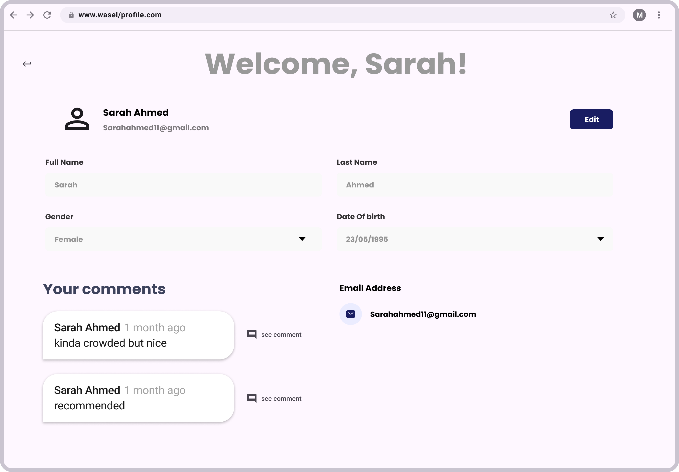 www.wasel/profile.com
M
Welcome, Sarah!
Sarah Ahmed
Sarahahmed11@gmail.com
Edit
Full Name
Last Name
Sarah
Ahmed
Gender
Date Of birth
Female
23/05/1995
Your comments
Email Address
Sarahahmed11@gmail.com
Sarah Ahmed 1 month ago
kinda crowded but nice
see comment
Sarah Ahmed 1 month ago
recommended
see comment